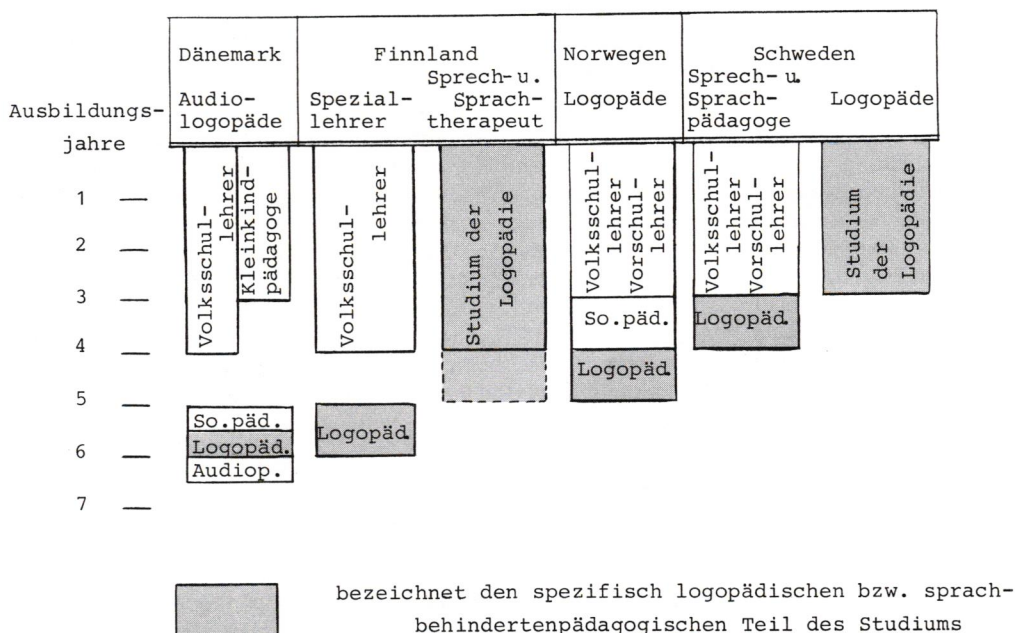 Dänemark
Finnland
Norwegen
Schweden
Ausbildungs-
jahre
Audio-
logopäde
Spezial-
lehrer
Sprech- u.
Sprach-
therapeut
Logopäde
Sprech- u.
Sprach-
pädagoge
Logopäde
1
2
3
4
5
6
7
Volksschul-
lehrer
Kleinkind-
pädagoge
So.päd.
Logopäd.
Audiop.
Volksschul-
lehrer
Logopäd.
Studium der
Logopädie
Volksschul-
lehrer
Vorschul-
lehrer
So.päd.
Logopäd.
Volksschul-
lehrer
Vorschul-
lehrer
Logopäd.
Studium
der
Logopädie
bezeichnet den spezifisch logopädischen bzw. sprach-
behindertenpädagogischen Teil des Studiums